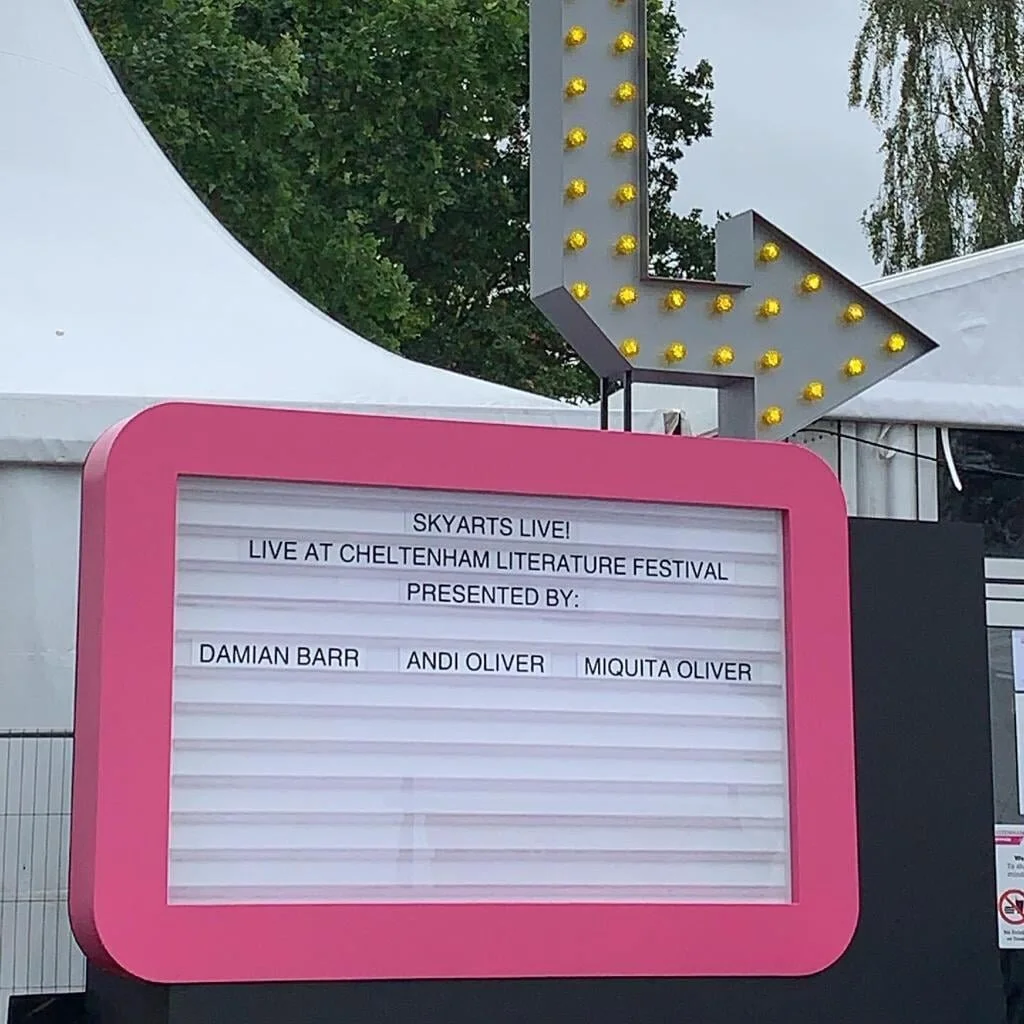 SKYARTS LIVE!
LIVE AT CHELTENHAM LITERATURE FESTIVAL
PRESENTED BY:
DAMIAN BARR ANDI OLIVER MIQUITA OLIVER